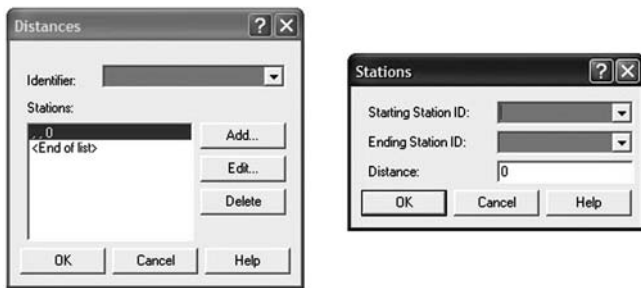 Distances
Identifier:
Stations:
, , 0
<End of list>
Add...
Edit...
Delete
OK Cancel Help
Stations
Starting Station ID:
Ending Station ID:
Distance: 0
OK Cancel Help